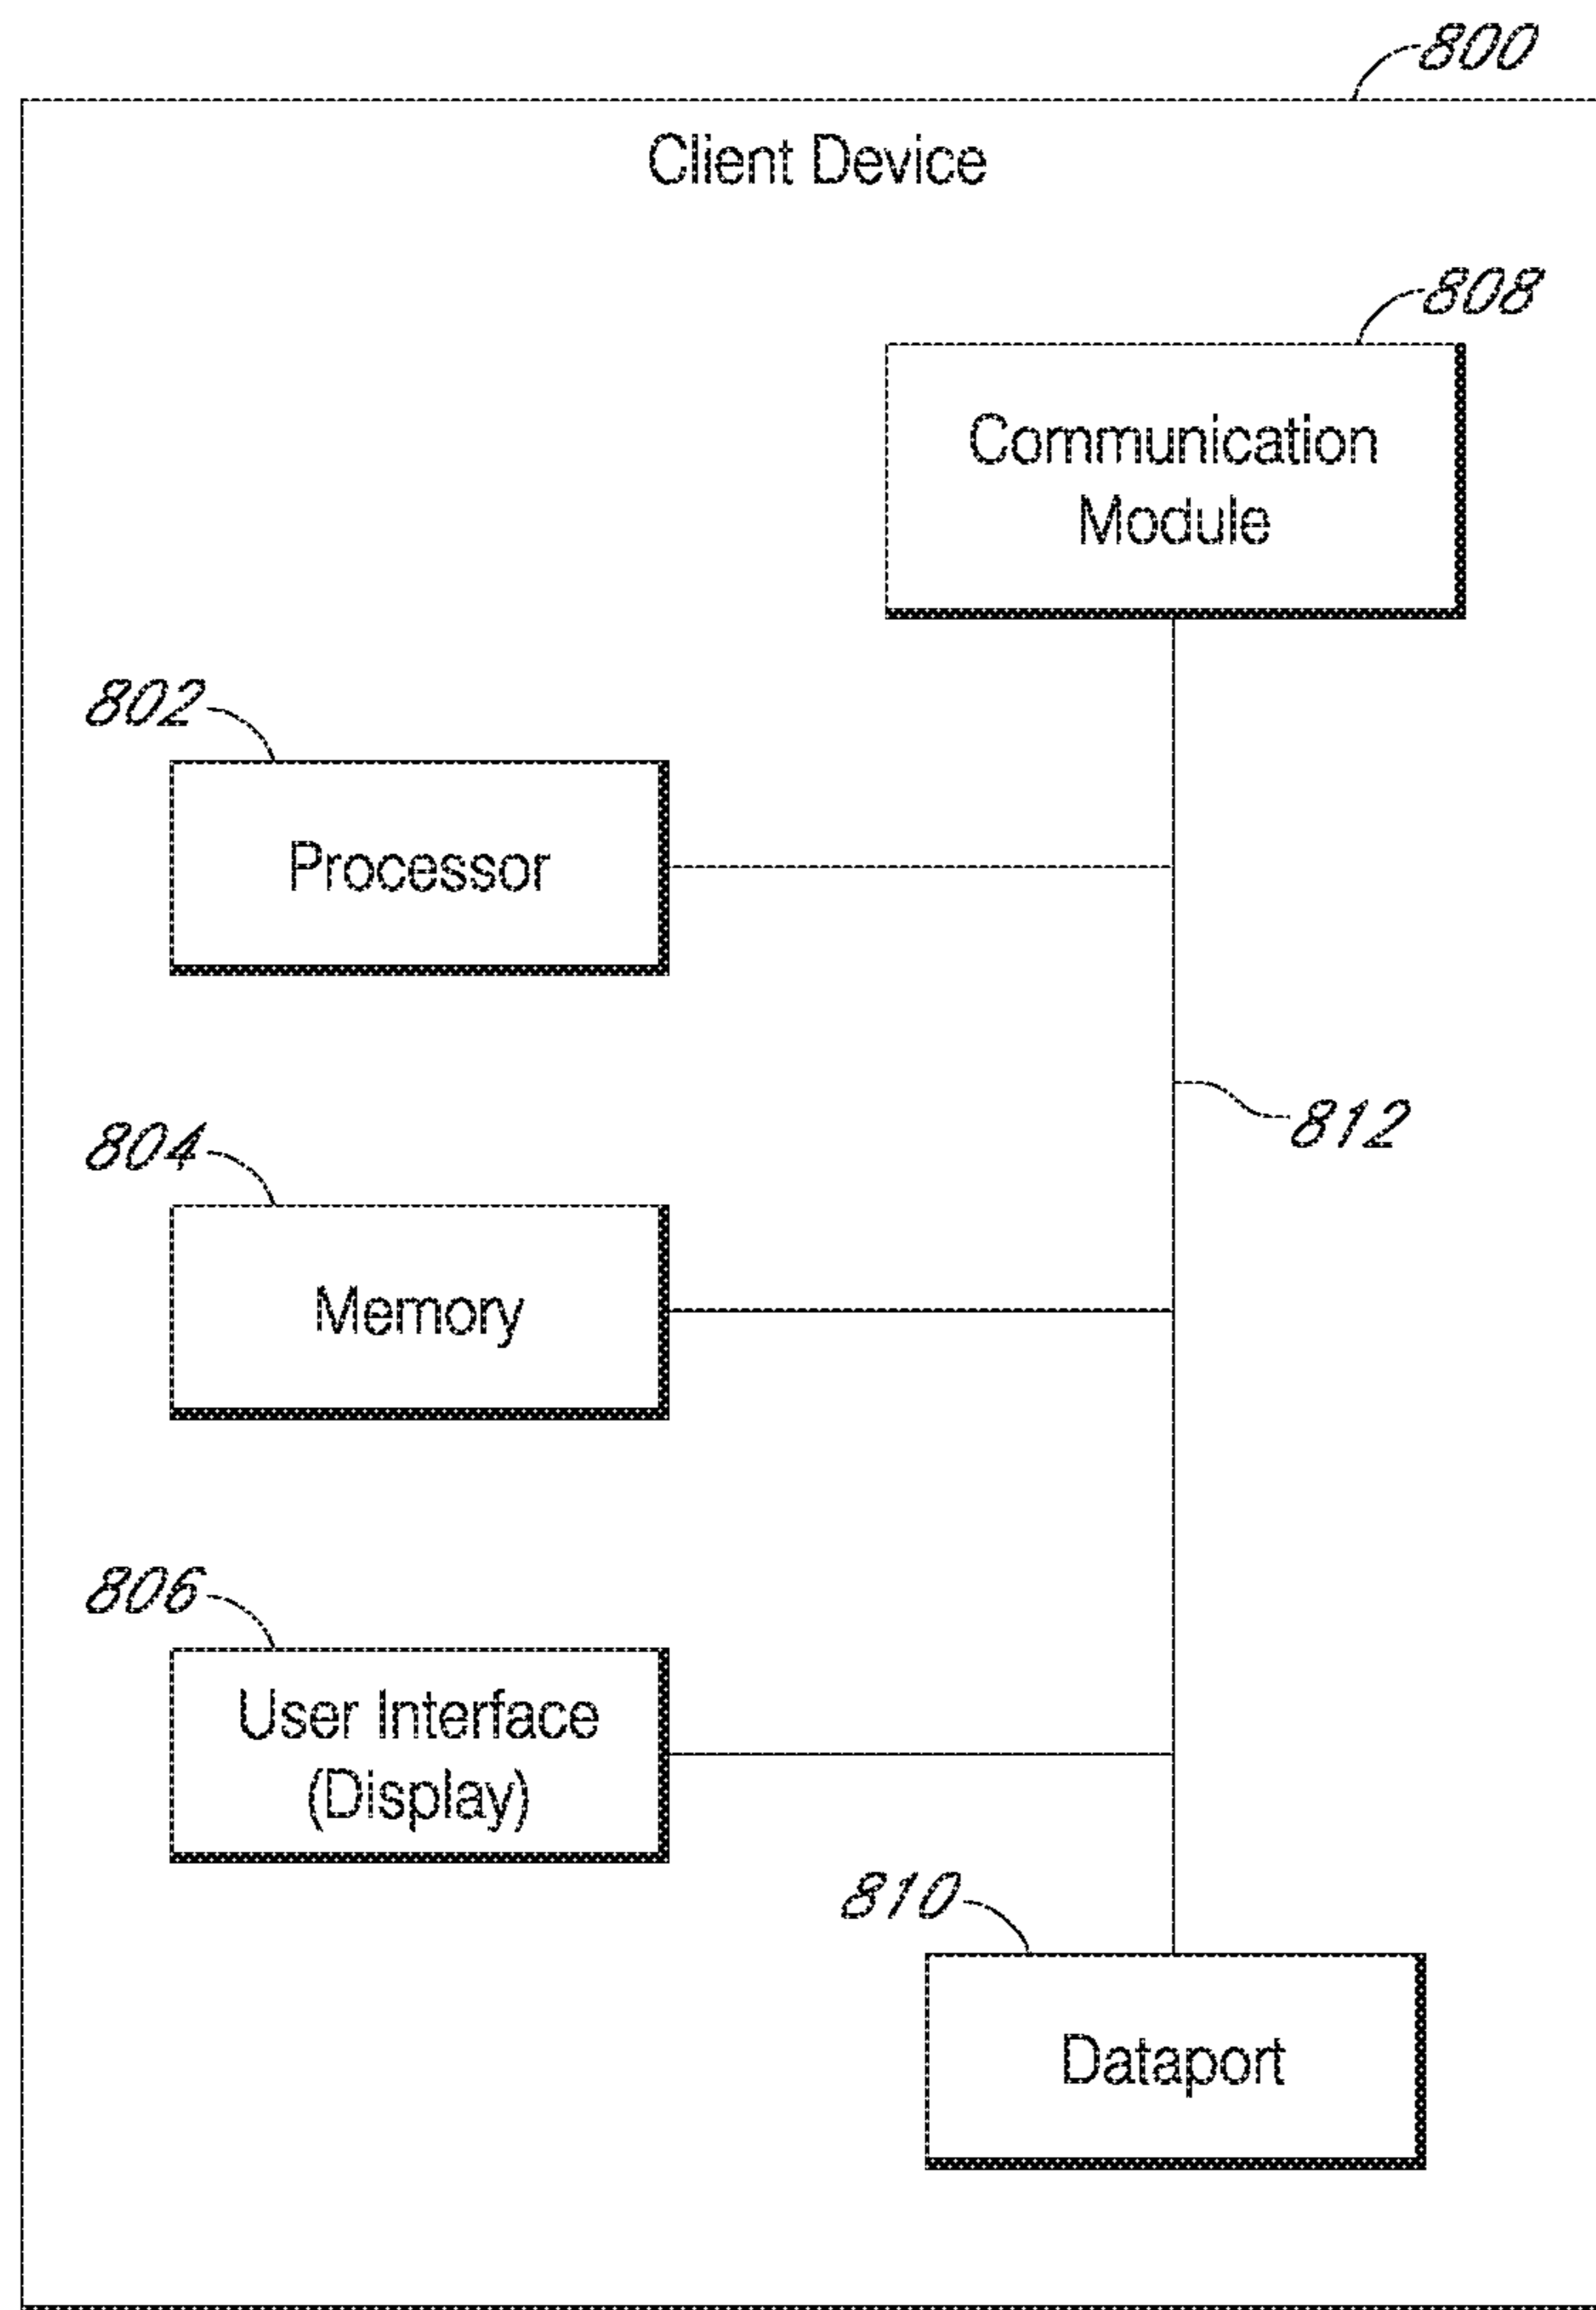 800
Client Device
808
Communication
Module
802
Processor
812
804
Memory
806
User Interface
(Display)
810
Dataport